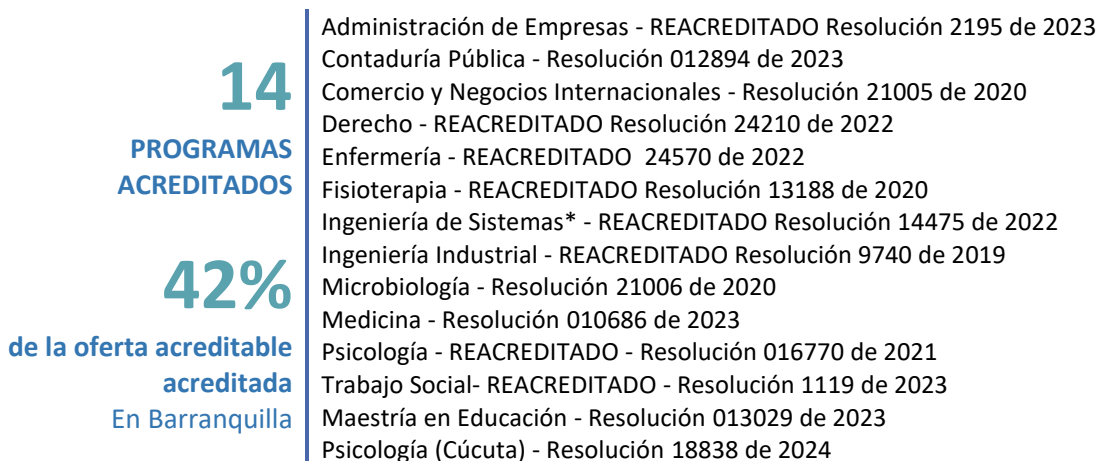 14
PROGRAMAS
ACREDITADOS
42%
de la oferta acreditable
acreditada
En Barranquilla
Administración de Empresas - REACREDITADO Resolución 2195 de 2023
Contaduría Pública - Resolución 012894 de 2023
Comercio y Negocios Internacionales - Resolución 21005 de 2020
Derecho - REACREDITADO Resolución 24210 de 2022
Enfermería - REACREDITADO  24570 de 2022
Fisioterapia - REACREDITADO Resolución 13188 de 2020
Ingeniería de Sistemas* - REACREDITADO Resolución 14475 de 2022
Ingeniería Industrial - REACREDITADO Resolución 9740 de 2019
Microbiología - Resolución 21006 de 2020
Medicina - Resolución 010686 de 2023
Psicología - REACREDITADO - Resolución 016770 de 2021
Trabajo Social- REACREDITADO - Resolución 1119 de 2023
Maestría en Educación - Resolución 013029 de 2023
Psicología (Cúcuta) - Resolución 18838 de 2024